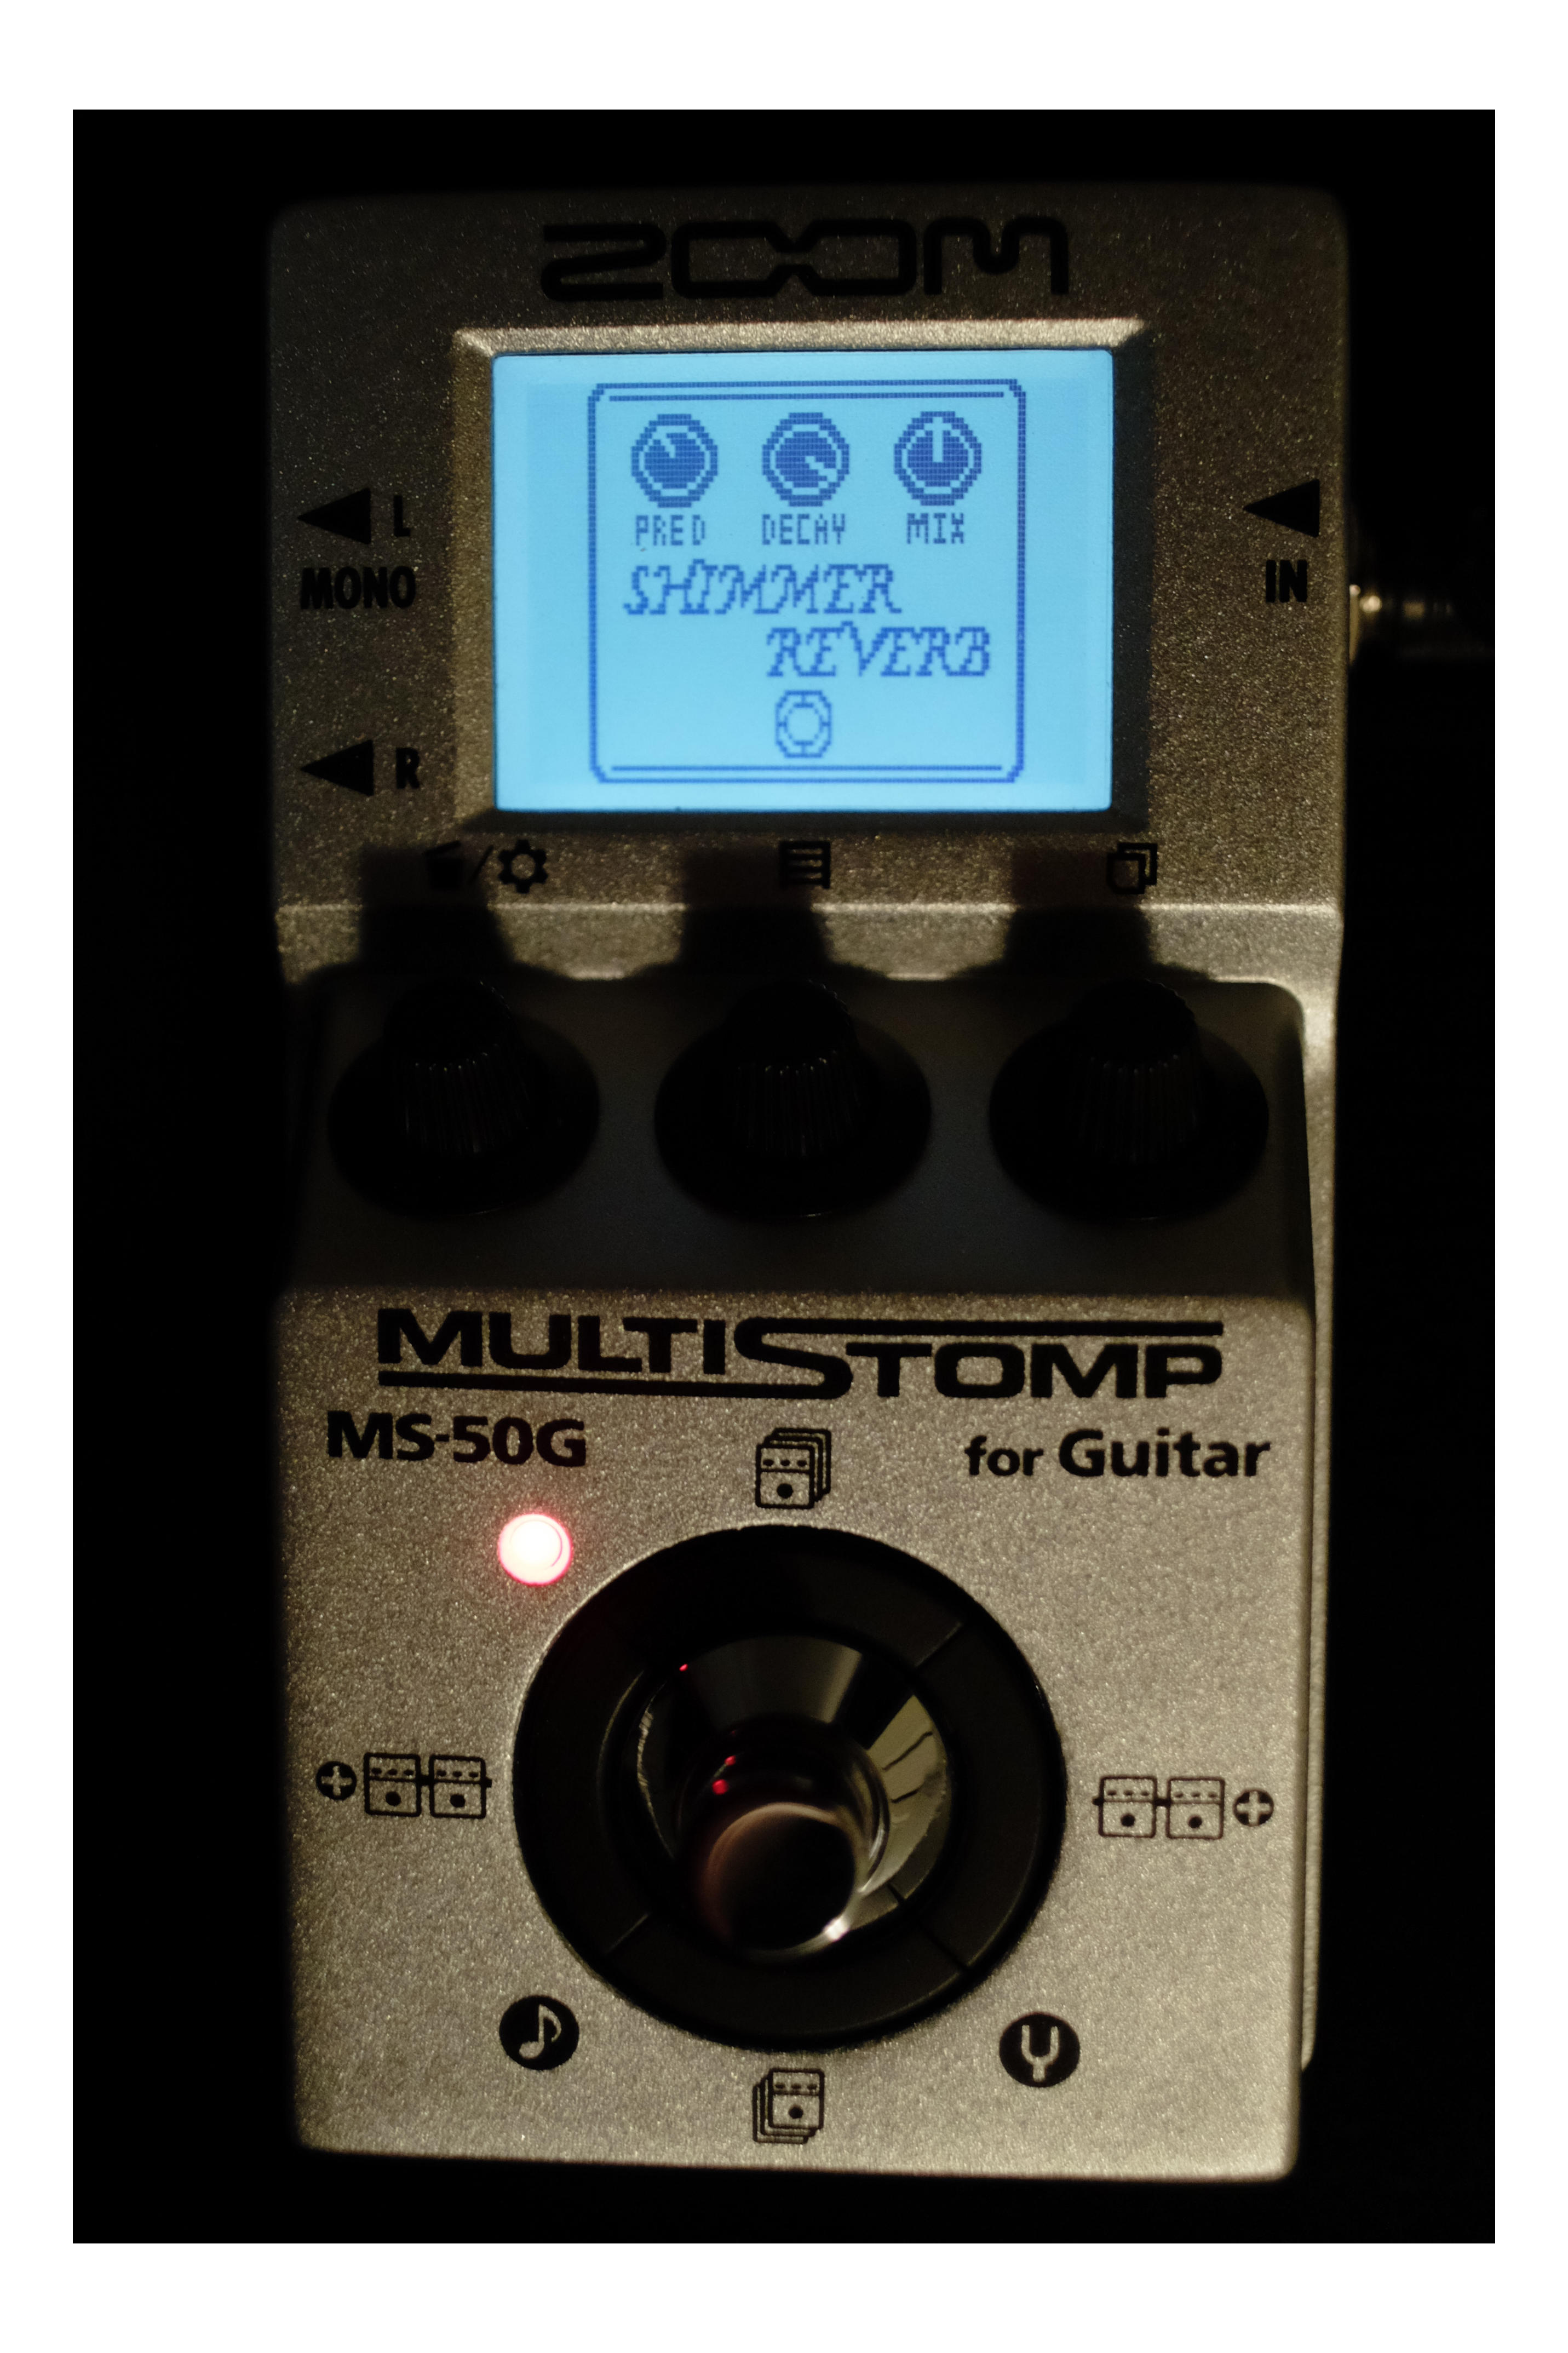 ZOOM
PRE D DECAY MIX
L
MONO
IN
SHIMMER
REVERB
R
MULTISTOMP
MS-50G
for Guitar